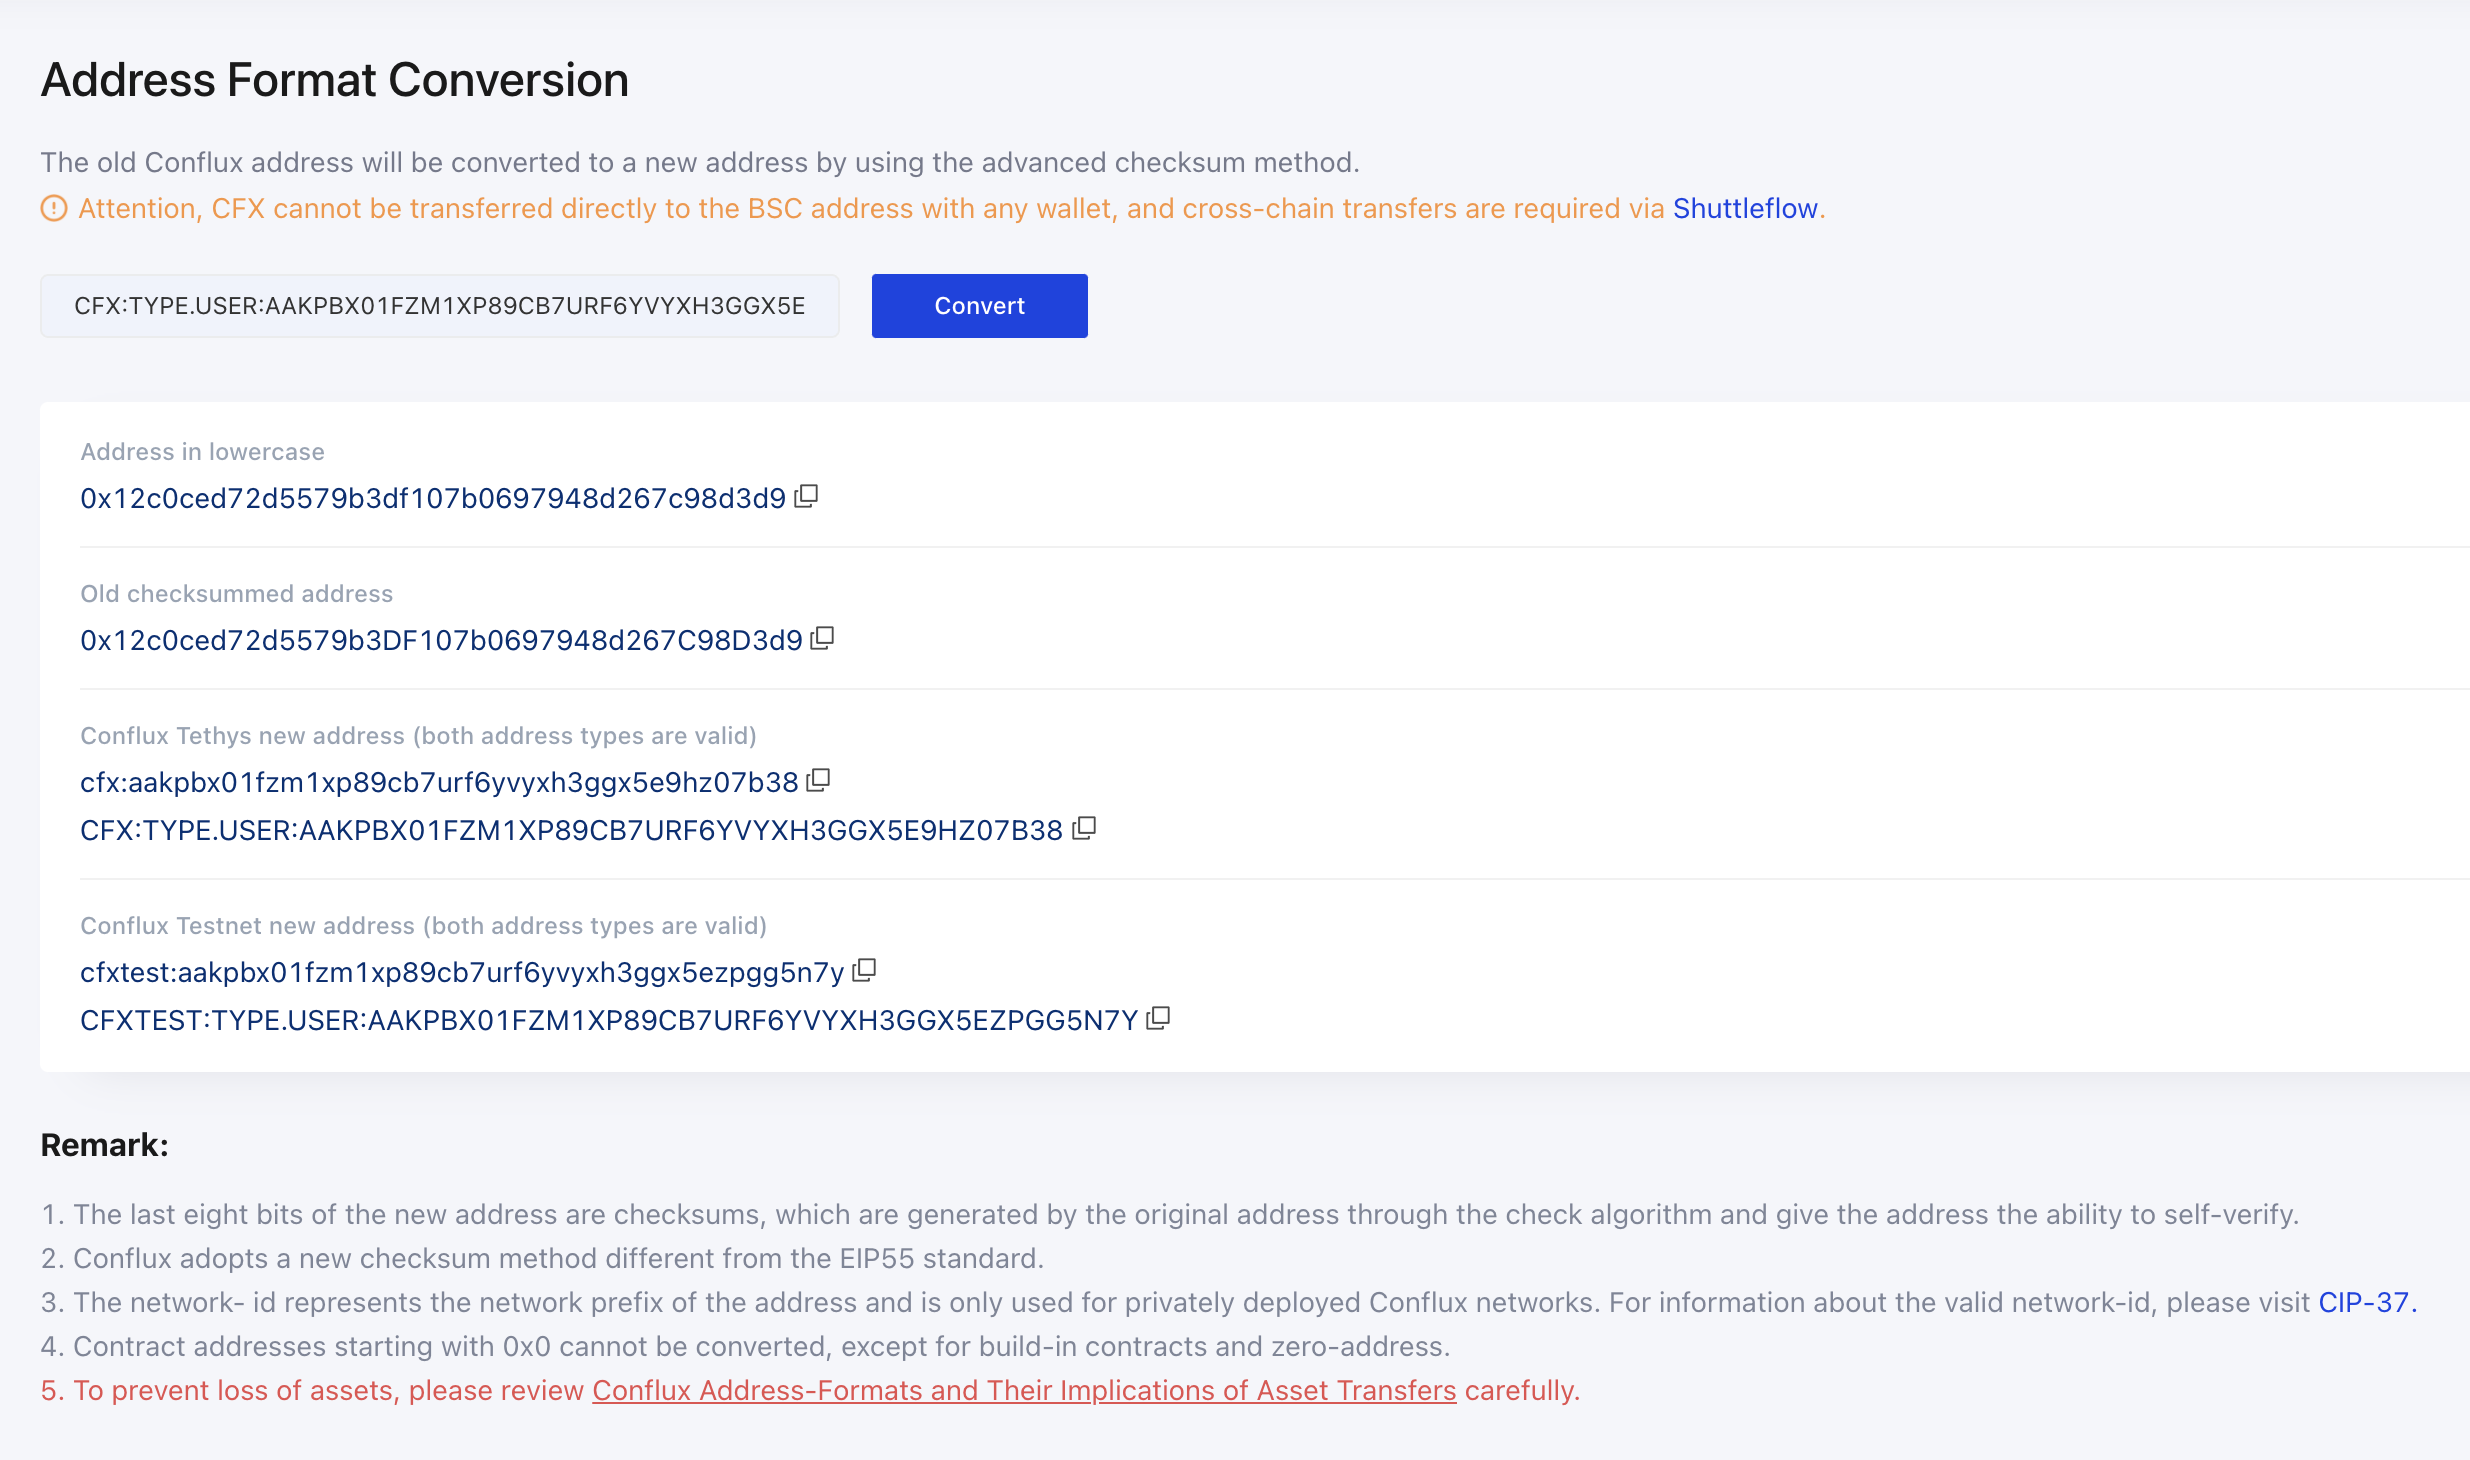 Address Format Conversion
The old Conflux address will be converted to a new address by using the advanced checksum method.
Attention, CFX cannot be transferred directly to the BSC address with any wallet, and cross-chain transfers are required via Shuttleflow.
CFX:TYPE.USER:AAKPBX01FZM1XP89CB7URF6YVYXH3GGX5E
Convert
Address in lowercase
0x12c0ced72d5579b3df107b0697948d267c98d3d9
Old checksummed address
0x12c0ced72d5579b3DF107b0697948d267C98D3d9
Conflux Tethys new address (both address types are valid)
cfx:aakpbx01fzm1xp89cb7urf6yvyxh3ggx5e9hz07b38
CFX:TYPE.USER:AAKPBX01FZM1XP89CB7URF6YVYXH3GGX5E9HZ07B38
Conflux Testnet new address (both address types are valid)
cfxtest:aakpbx01fzm1xp89cb7urf6yvyxh3ggx5ezpgg5n7y
CFXTEST:TYPE.USER:AAKPBX01FZM1XP89CB7URF6YVYXH3GGX5EZPGG5N7Y
Remark:
1. The last eight bits of the new address are checksums, which are generated by the original address through the check algorithm and give the address the ability to self-verify.
2. Conflux adopts a new checksum method different from the EIP55 standard.
3. The network- id represents the network prefix of the address and is only used for privately deployed Conflux networks. For information about the valid network-id, please visit CIP-37.
4. Contract addresses starting with 0x0 cannot be converted, except for build-in contracts and zero-address.
5. To prevent loss of assets, please review Conflux Address-Formats and Their Implications of Asset Transfers carefully.